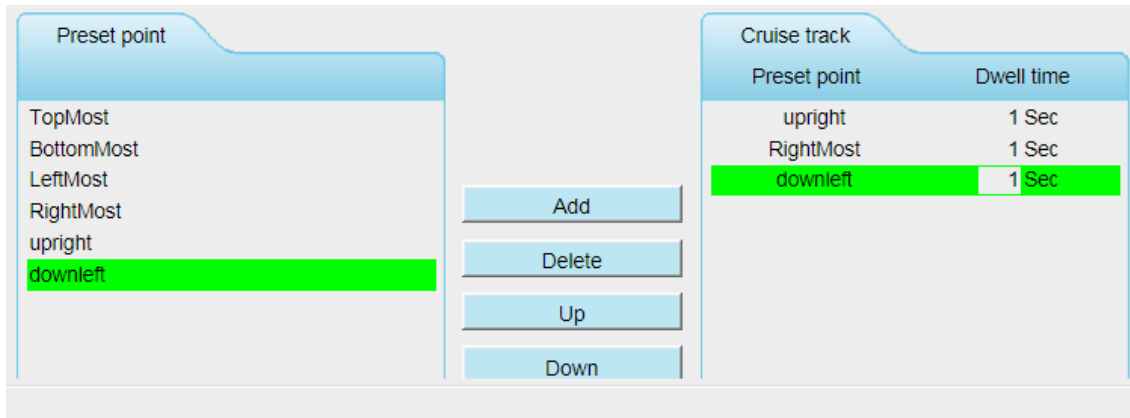 Preset point
TopMost
BottomMost
LeftMost
RightMost
upright
downleft
Add
Delete
Up
Down
Cruise track
Preset point Dwell time
upright 1 Sec
RightMost 1 Sec
downleft 1 Sec